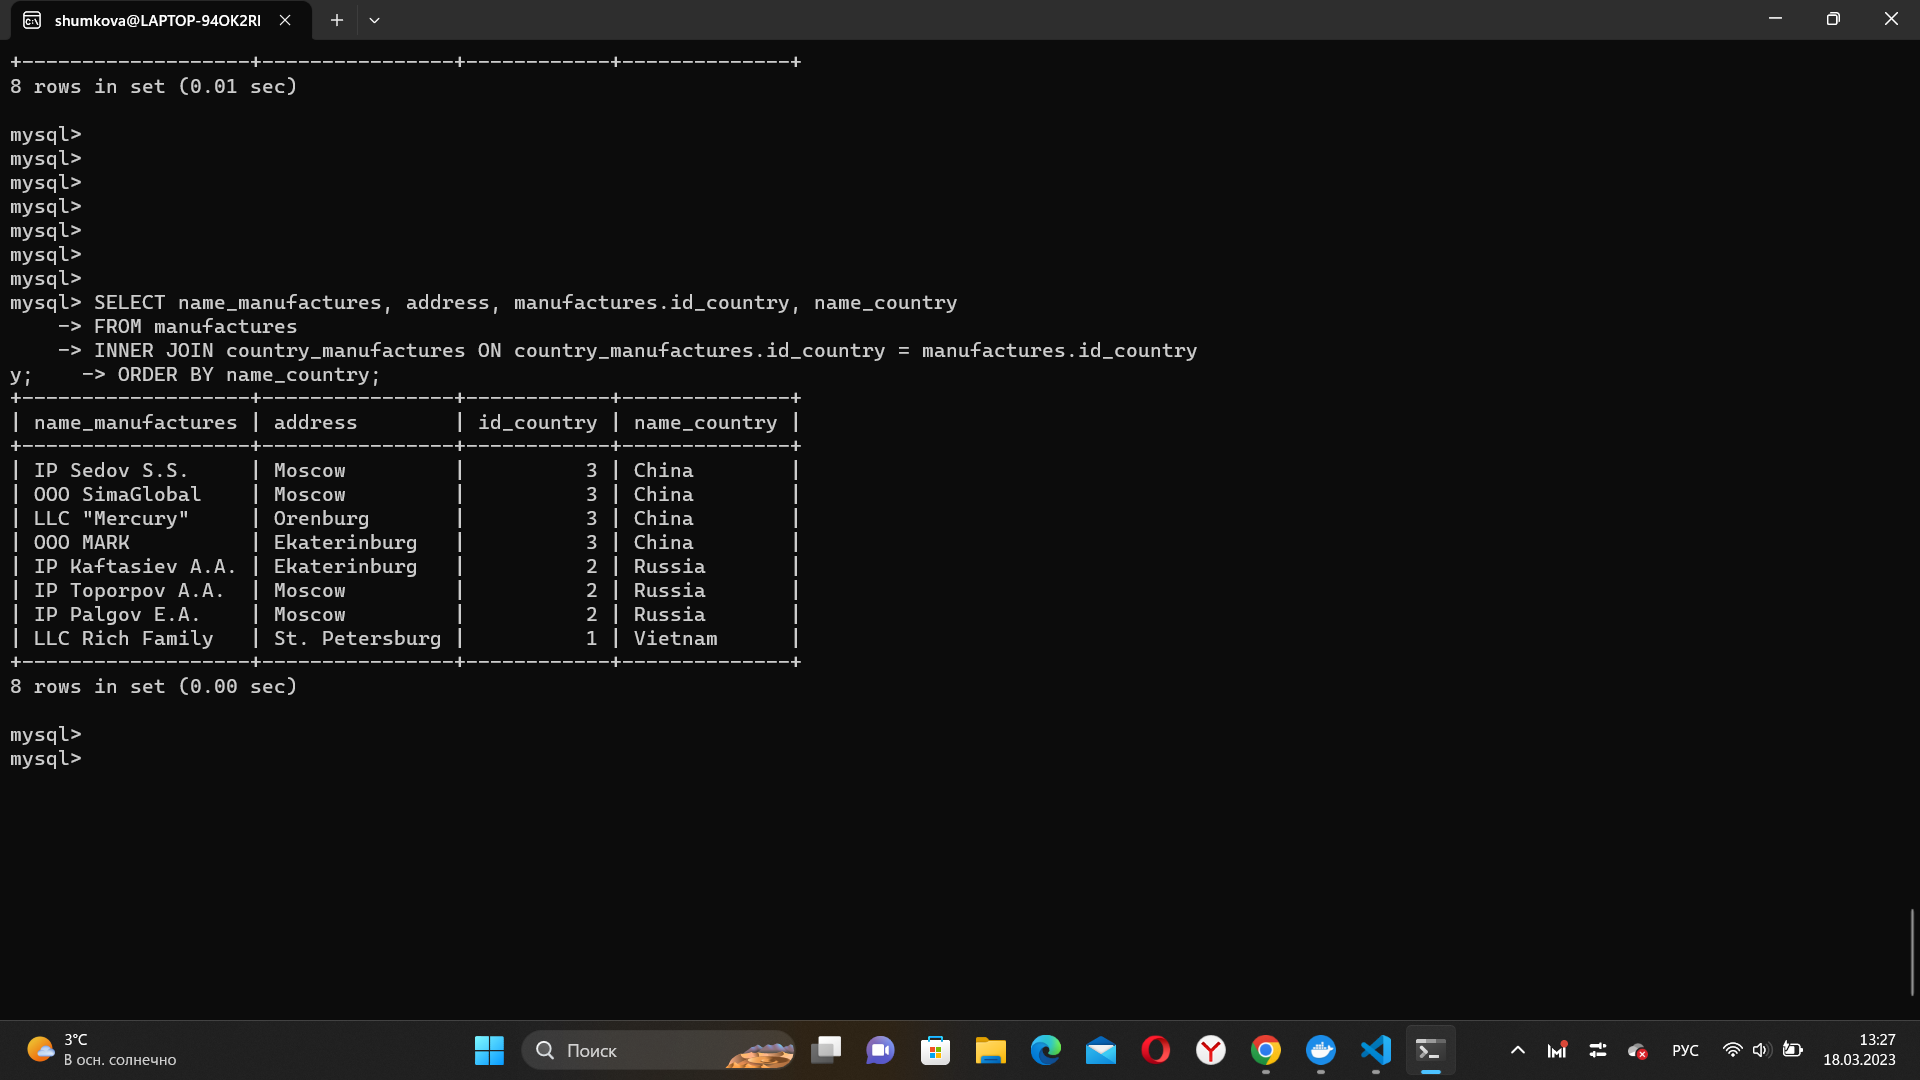 shumkova@LAPTOP-94OK2RI
+-------------------+----------------+------------+--------------+
8 rows in set (0.01 sec)
mysql>
mysql>
mysql>
mysql>
mysql>
mysql>
mysql>
mysql> SELECT name_manufactures, address, manufactures.id_country, name_country
    -> FROM manufactures
    -> INNER JOIN country_manufactures ON country_manufactures.id_country = manufactures.id_country
y;    -> ORDER BY name_country;
+-------------------+----------------+------------+--------------+
| name_manufactures | address        | id_country | name_country |
+-------------------+----------------+------------+--------------+
| IP Sedov S.S.     | Moscow         |          3 | China        |
| OOO SimaGlobal    | Moscow         |          3 | China        |
| LLC "Mercury"     | Orenburg       |          3 | China        |
| OOO MARK          | Ekaterinburg   |          3 | China        |
| IP Kaftasiev A.A. | Ekaterinburg   |          2 | Russia       |
| IP Toporpov A.A.  | Moscow         |          2 | Russia       |
| IP Palgov E.A.    | Moscow         |          2 | Russia       |
| LLC Rich Family   | St. Petersburg |          1 | Vietnam      |
+-------------------+----------------+------------+--------------+
8 rows in set (0.00 sec)
mysql>
mysql>
3°C
В осн. солнечно
Поиск
РУС
13:27
18.03.2023